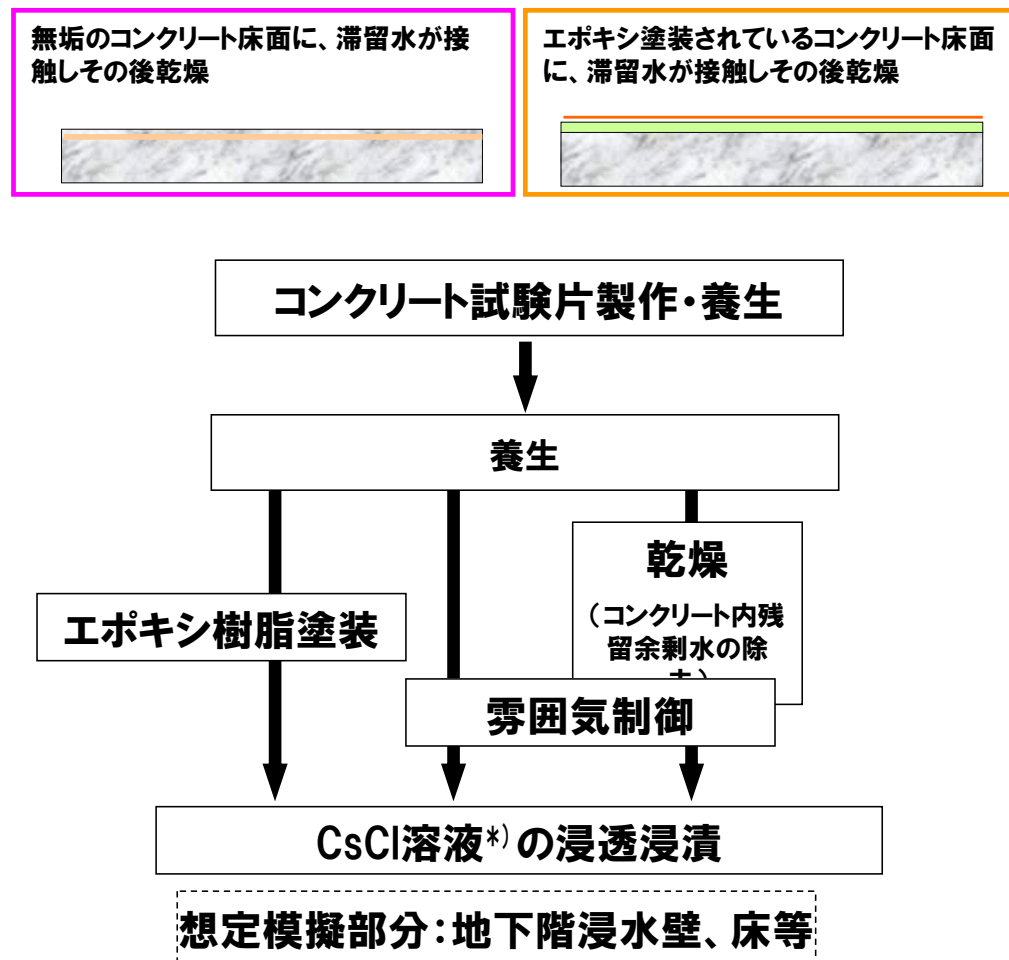 無垢のコンクリート床面に、滞留水が接
触しその後乾燥
エポキシ塗装されているコンクリート床面
に、滞留水が接触しその後乾燥
コンクリート試験片製作・養生
養生
乾燥
（コンクリート内残
留余剰水の除
エポキシ樹脂塗装
雰囲気制御
CsCl溶液*)の浸透浸漬
想定模擬部分：地下階浸水壁、床等